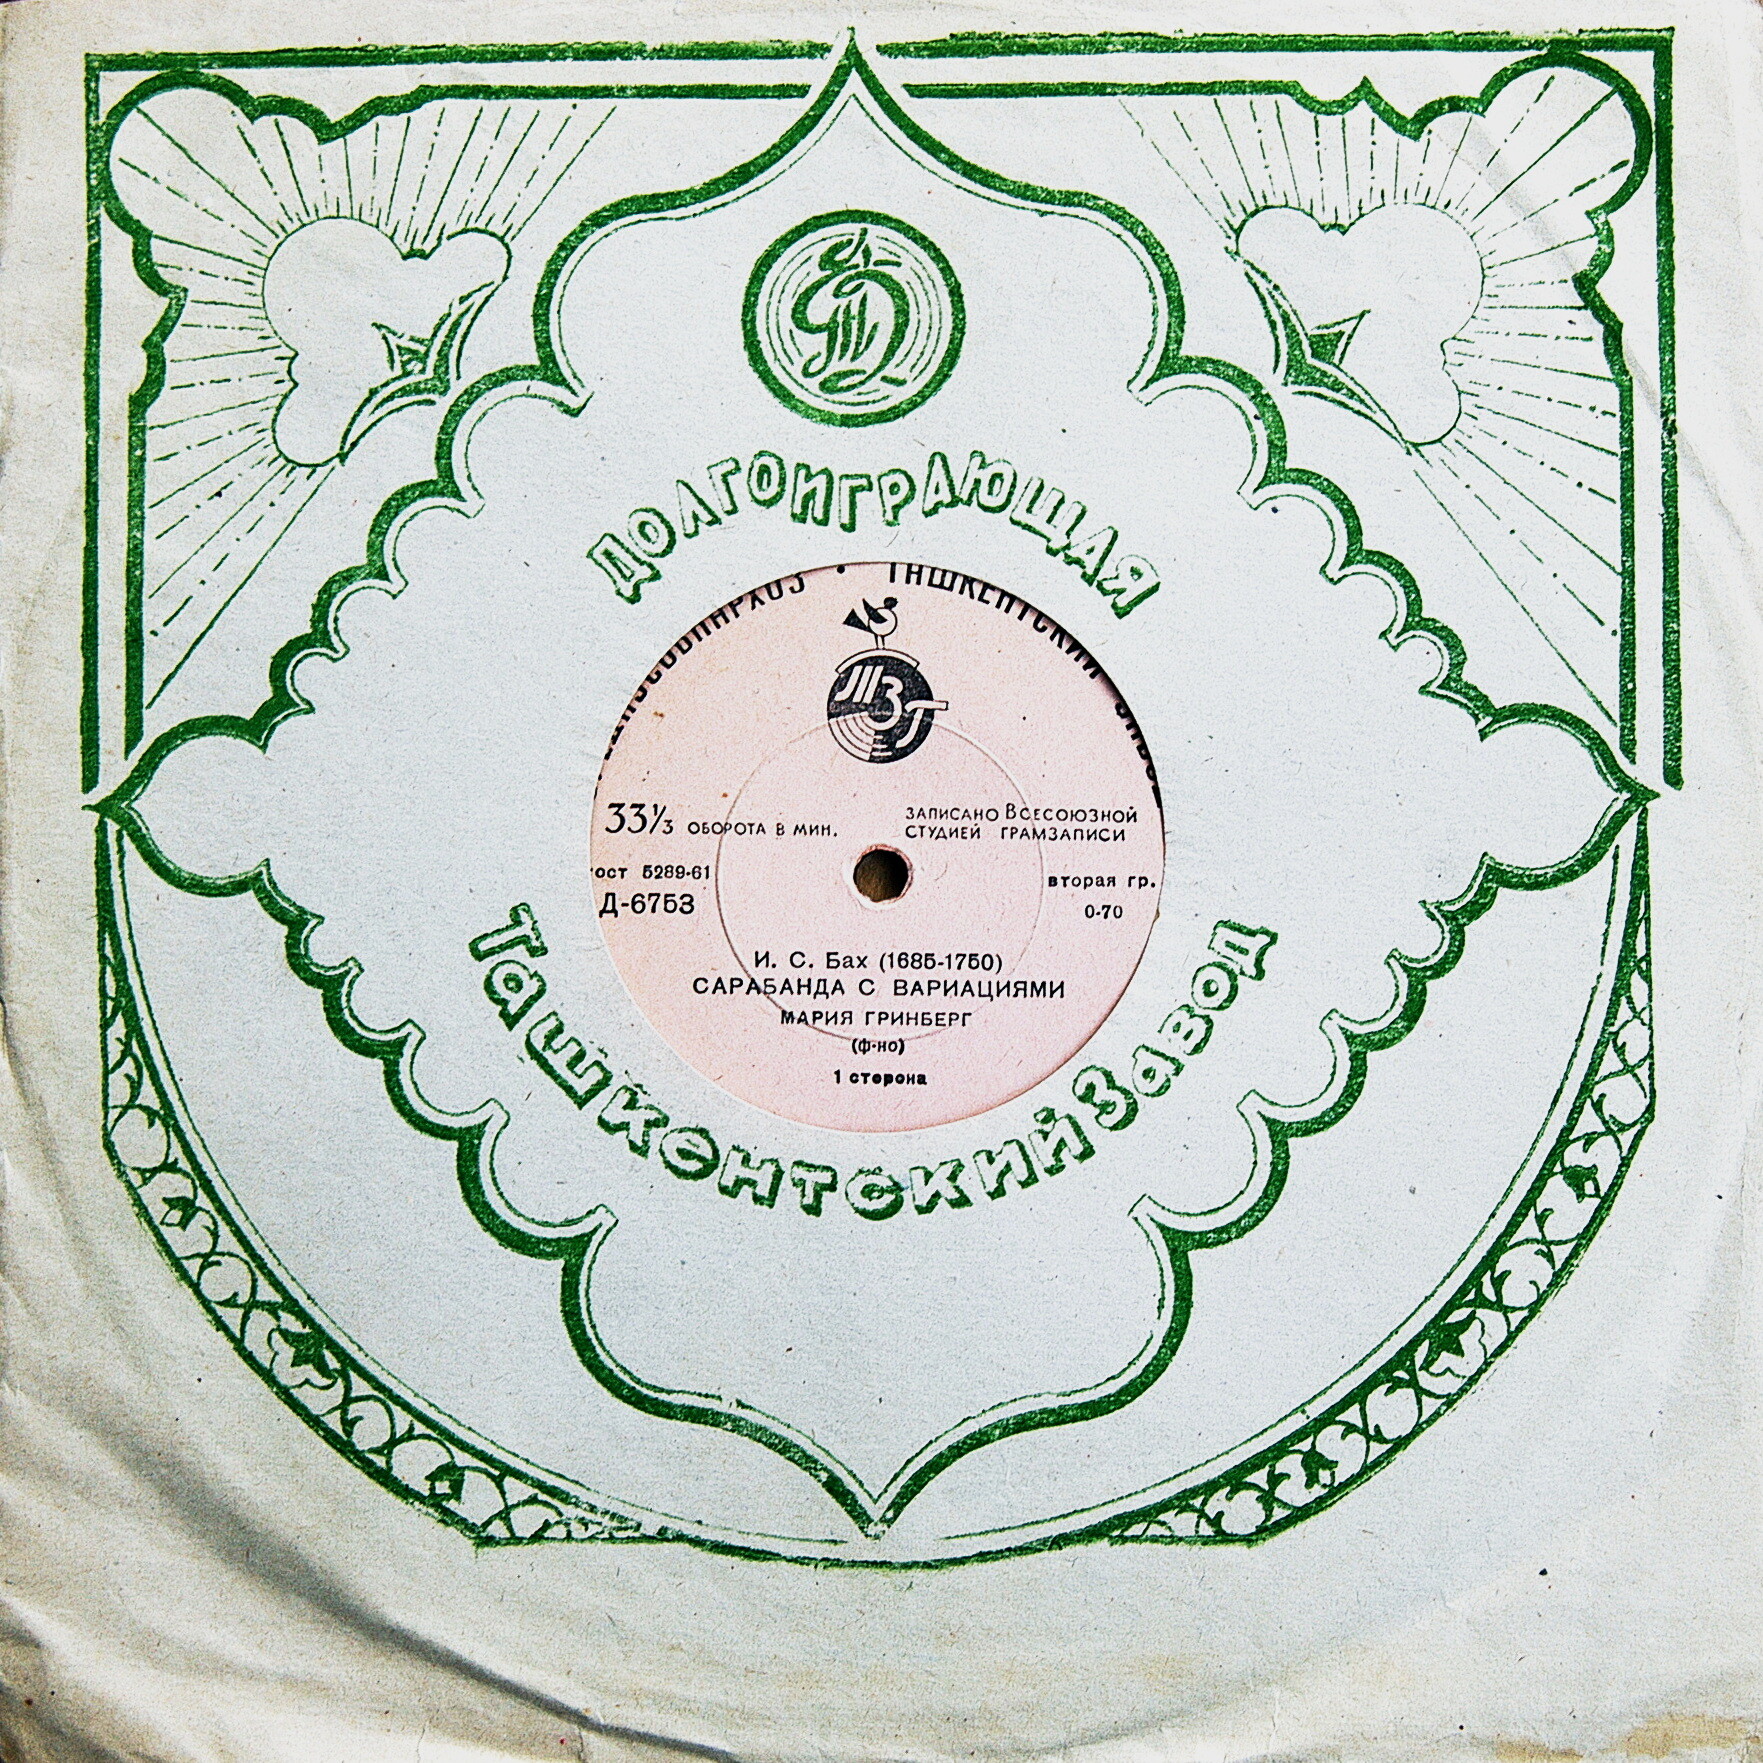 ДОЛГОИГРАЮЩАЯ
ТАШКЕНТСКИЙ
ТЗГ
33⅓ ОБОРОТА В МИН.
ЗАПИСАНО ВСЕСОЮЗНОЙ
СТУДИЕЙ ГРАМЗАПИСИ
ОСТ 5289-61
Д-6753
вторая гр.
0-70
И. С. Бах (1685-1750)
САРАБАНДА С ВАРИАЦИЯМИ
МАРИЯ ГРИНБЕРГ
(ф-но)
1 сторона
Ташкентский Завод